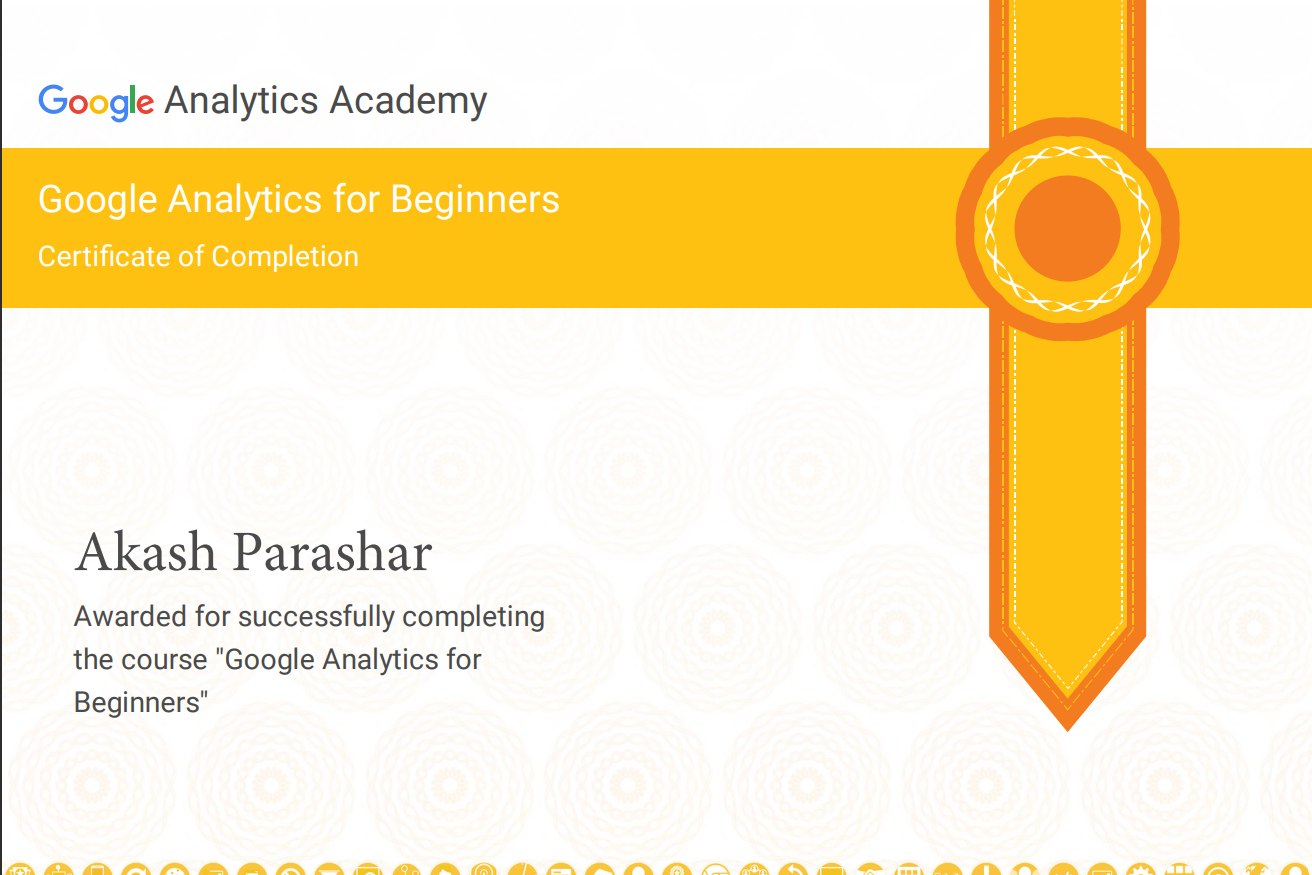 Google Analytics Academy
Google Analytics for Beginners
Certificate of Completion
Akash Parashar
Awarded for successfully completing
the course "Google Analytics for
Beginners"